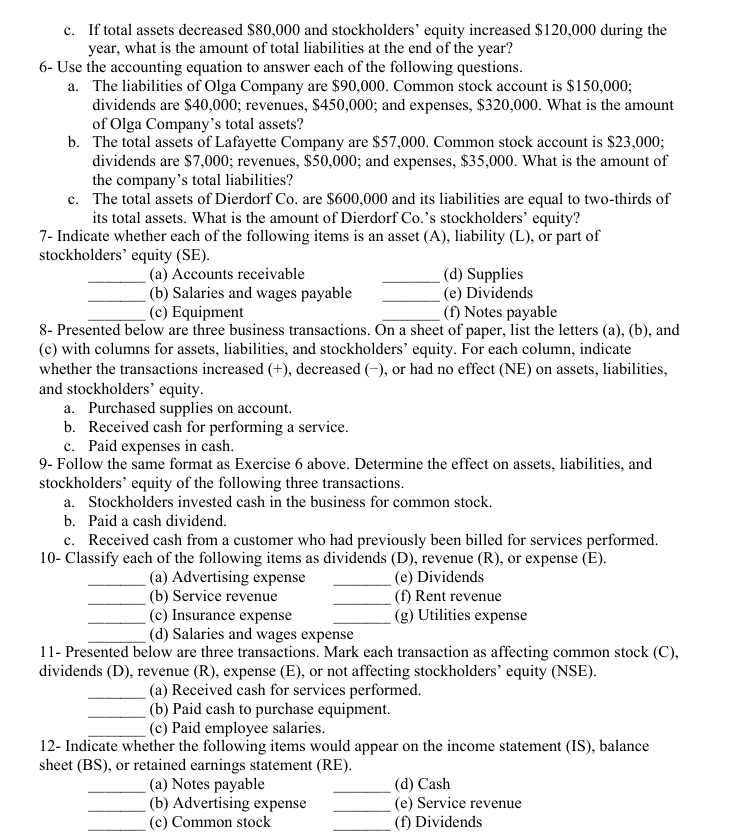 c. If total assets decreased $80,000 and stockholders’ equity increased $120,000 during the
year, what is the amount of total liabilities at the end of the year?
6- Use the accounting equation to answer each of the following questions.
a. The liabilities of Olga Company are $90,000. Common stock account is $150,000;
dividends are $40,000; revenues, $450,000; and expenses, $320,000. What is the amount
of Olga Company’s total assets?
b. The total assets of Lafayette Company are $57,000. Common stock account is $23,000;
dividends are $7,000; revenues, $50,000; and expenses, $35,000. What is the amount of
the company’s total liabilities?
c. The total assets of Dierdorf Co. are $600,000 and its liabilities are equal to two-thirds of
its total assets. What is the amount of Dierdorf Co.’s stockholders’ equity?
7- Indicate whether each of the following items is an asset (A), liability (L), or part of
stockholders’ equity (SE).
_______ (a) Accounts receivable _______ (d) Supplies
_______ (b) Salaries and wages payable _______ (e) Dividends
_______ (c) Equipment _______ (f) Notes payable
8- Presented below are three business transactions. On a sheet of paper, list the letters (a), (b), and
(c) with columns for assets, liabilities, and stockholders’ equity. For each column, indicate
whether the transactions increased (+), decreased (−), or had no effect (NE) on assets, liabilities,
and stockholders’ equity.
a. Purchased supplies on account.
b. Received cash for performing a service.
c. Paid expenses in cash.
9- Follow the same format as Exercise 6 above. Determine the effect on assets, liabilities, and
stockholders’ equity of the following three transactions.
a. Stockholders invested cash in the business for common stock.
b. Paid a cash dividend.
c. Received cash from a customer who had previously been billed for services performed.
10- Classify each of the following items as dividends (D), revenue (R), or expense (E).
_______ (a) Advertising expense _______ (e) Dividends
_______ (b) Service revenue _______ (f) Rent revenue
_______ (c) Insurance expense _______ (g) Utilities expense
_______ (d) Salaries and wages expense
11- Presented below are three transactions. Mark each transaction as affecting common stock (C),
dividends (D), revenue (R), expense (E), or not affecting stockholders’ equity (NSE).
_______ (a) Received cash for services performed.
_______ (b) Paid cash to purchase equipment.
_______ (c) Paid employee salaries.
12- Indicate whether the following items would appear on the income statement (IS), balance
sheet (BS), or retained earnings statement (RE).
_______ (a) Notes payable _______ (d) Cash
_______ (b) Advertising expense _______ (e) Service revenue
_______ (c) Common stock _______ (f) Dividends